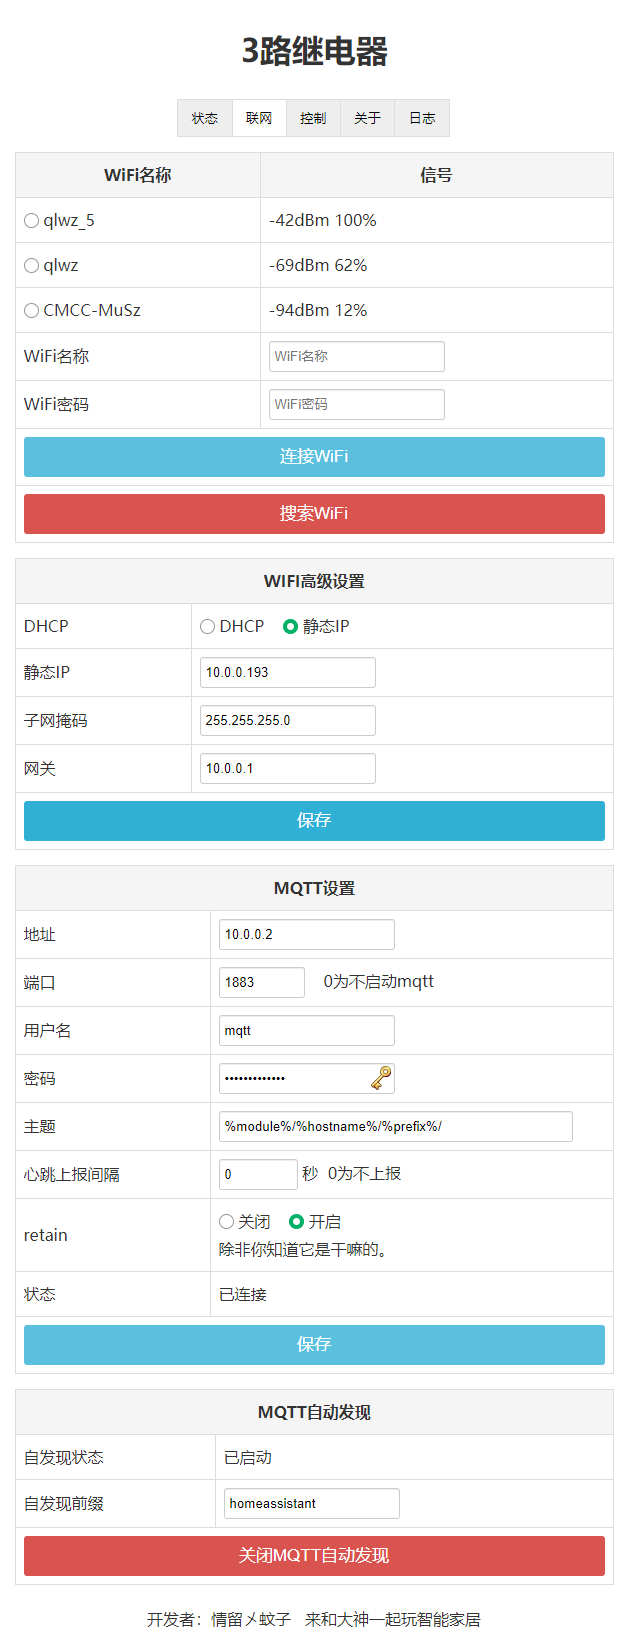 3路继电器
状态 联网 控制 关于 日志
WiFi名称 信号
qlwz_5 -42dBm 100%
qlwz -69dBm 62%
CMCC-MuSz -94dBm 12%
WiFi名称 WiFi名称
WiFi密码 WiFi密码
连接WiFi
搜索WiFi
WIFI高级设置
DHCP DHCP 静态IP
静态IP 10.0.0.193
子网掩码 255.255.255.0
网关 10.0.0.1
保存
MQTT设置
地址 10.0.0.2
端口 1883 0为不启动mqtt
用户名 mqtt
密码 •••••••••••••
主题 %module%/%hostname%/%prefix%/
心跳上报间隔 0 秒 0为不上报
retain 关闭 开启
除非你知道它是干嘛的。
状态 已连接
保存
MQTT自动发现
自发现状态 已启动
自发现前缀 homeassistant
关闭MQTT自动发现
开发者：情留メ蚊子 来和大神一起玩智能家居